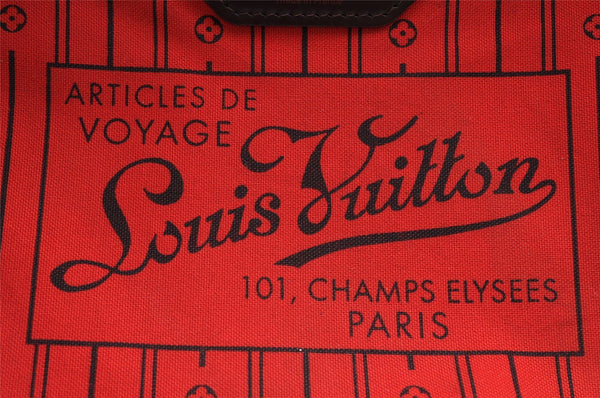 ARTICLES DE
VOYAGE
Louis Vuitton
101, CHAMPS ELYSEES
PARIS